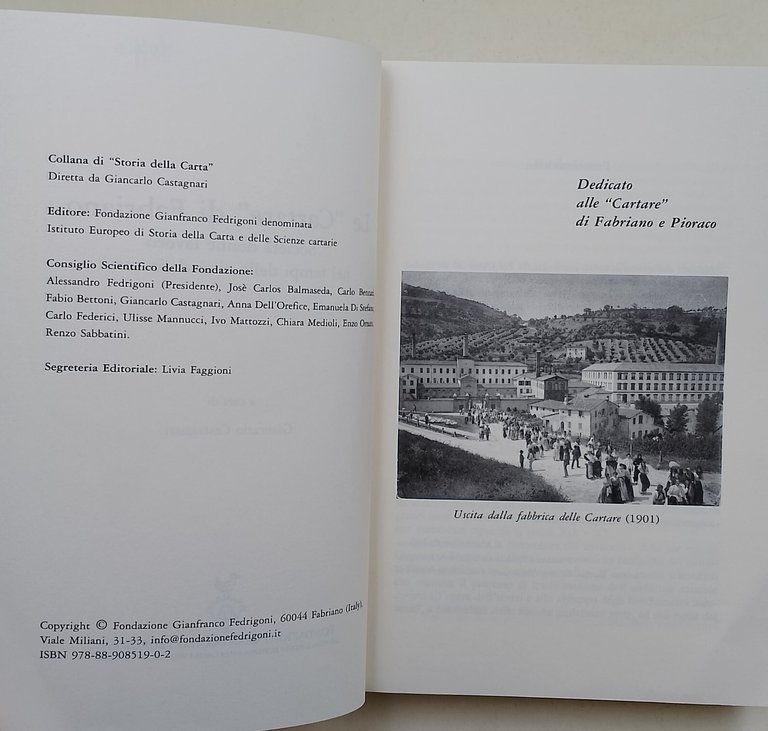 Collana di "Storia della Carta"
Diretta da Giancarlo Castagnari
Editore: Fondazione Gianfranco Fedrigoni denominata
Istituto Europeo di Storia della Carta e delle Scienze cartarie
Consiglio Scientifico della Fondazione:
Alessandro Fedrigoni (Presidente), Josè Carlos Balmaseda, Carlo
Fabio Bettoni, Giancarlo Castagnari, Anna Dell'Orefice, Emanuela Di
Carlo Federici, Ulisse Mannucci, Ivo Mattozzi, Chiara Medioli, Enzo
Renzo Sabbatini.
Segreteria Editoriale: Livia Faggioni
Copyright © Fondazione Gianfranco Fedrigoni, 60044 Fabriano (Italy).
Viale Miliani, 31-33, info@fondazionefedrigoni.it
ISBN 978-88-908519-0-2
Dedicato
alle "Cartare"
di Fabriano e Pioraco
Uscita dalla fabbrica delle Cartare (1901)